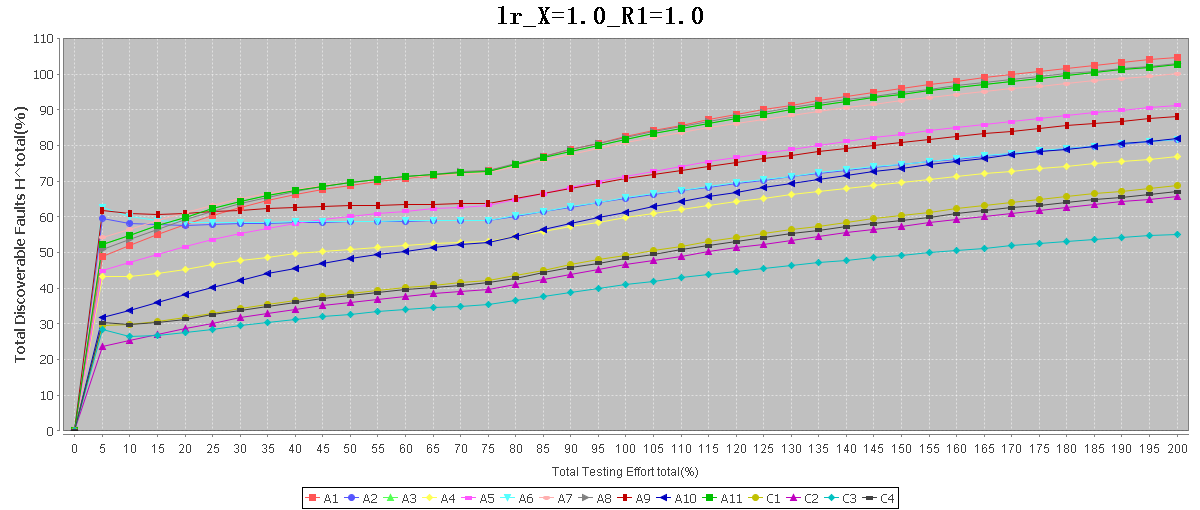 lr_X=1.0_R1=1.0
Total Discoverable Faults H^total(%)
110
100
90
80
70
60
50
40
30
20
10
0
0 5 10 15 20 25 30 35 40 45 50 55 60 65 70 75 80 85 90 95 100 105 110 115 120 125 130 135 140 145 150 155 160 165 170 175 180 185 190 195 200
Total Testing Effort total(%)
A1 A2 A3 A4 A5 A6 A7 A8 A9 A10 A11 C1 C2 C3 C4